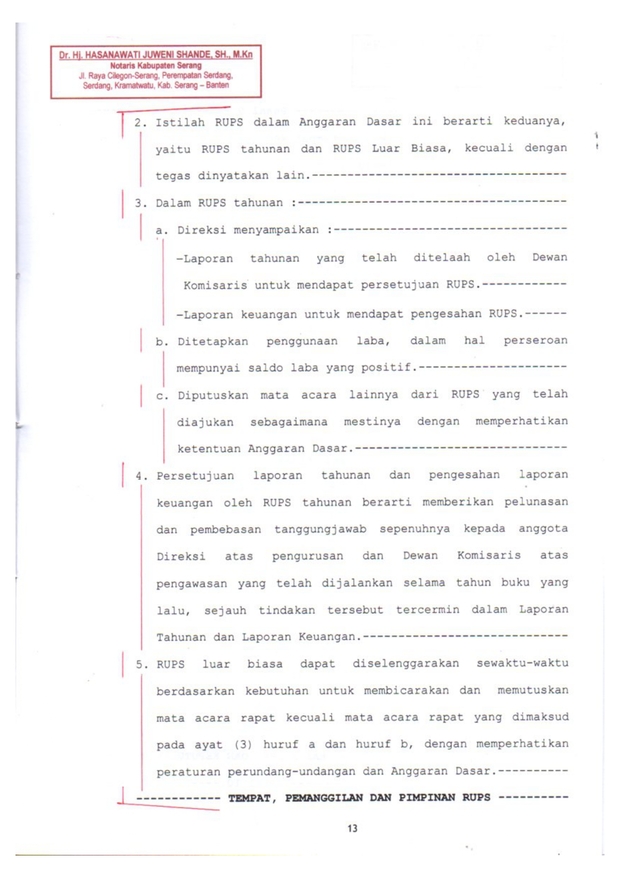 Dr. Hj. HASANAWATI JUWENI SHANDE, SH., M.Kn
Notaris Kabupaten Serang
Jl. Raya Cilegon-Serang, Perempatan Serdang,
Serdang, Kramatwatu, Kab. Serang – Banten
2. Istilah RUPS dalam Anggaran Dasar ini berarti keduanya,
yaitu RUPS tahunan dan RUPS Luar Biasa, kecuali dengan
tegas dinyatakan lain.------------------------------------
3. Dalam RUPS tahunan :--------------------------------------
a. Direksi menyampaikan :---------------------------------
-Laporan tahunan yang telah ditelaah oleh Dewan
Komisaris untuk mendapat persetujuan RUPS.------------
-Laporan keuangan untuk mendapat pengesahan RUPS.------
b. Ditetapkan penggunaan laba, dalam hal perseroan
mempunyai saldo laba yang positif.---------------------
c. Diputuskan mata acara lainnya dari RUPS yang telah
diajukan sebagaimana mestinya dengan memperhatikan
ketentuan Anggaran Dasar.------------------------------
4. Persetujuan laporan tahunan dan pengesahan laporan
keuangan oleh RUPS tahunan berarti memberikan pelunasan
dan pembebasan tanggungjawab sepenuhnya kepada anggota
Direksi atas pengurusan dan Dewan Komisaris atas
pengawasan yang telah dijalankan selama tahun buku yang
lalu, sejauh tindakan tersebut tercermin dalam Laporan
Tahunan dan Laporan Keuangan.-----------------------------
5. RUPS luar biasa dapat diselenggarakan sewaktu-waktu
berdasarkan kebutuhan untuk membicarakan dan memutuskan
mata acara rapat kecuali mata acara rapat yang dimaksud
pada ayat (3) huruf a dan huruf b, dengan memperhatikan
peraturan perundang-undangan dan Anggaran Dasar.----------
------------ TEMPAT, PEMANGGILAN DAN PIMPINAN RUPS ----------
13